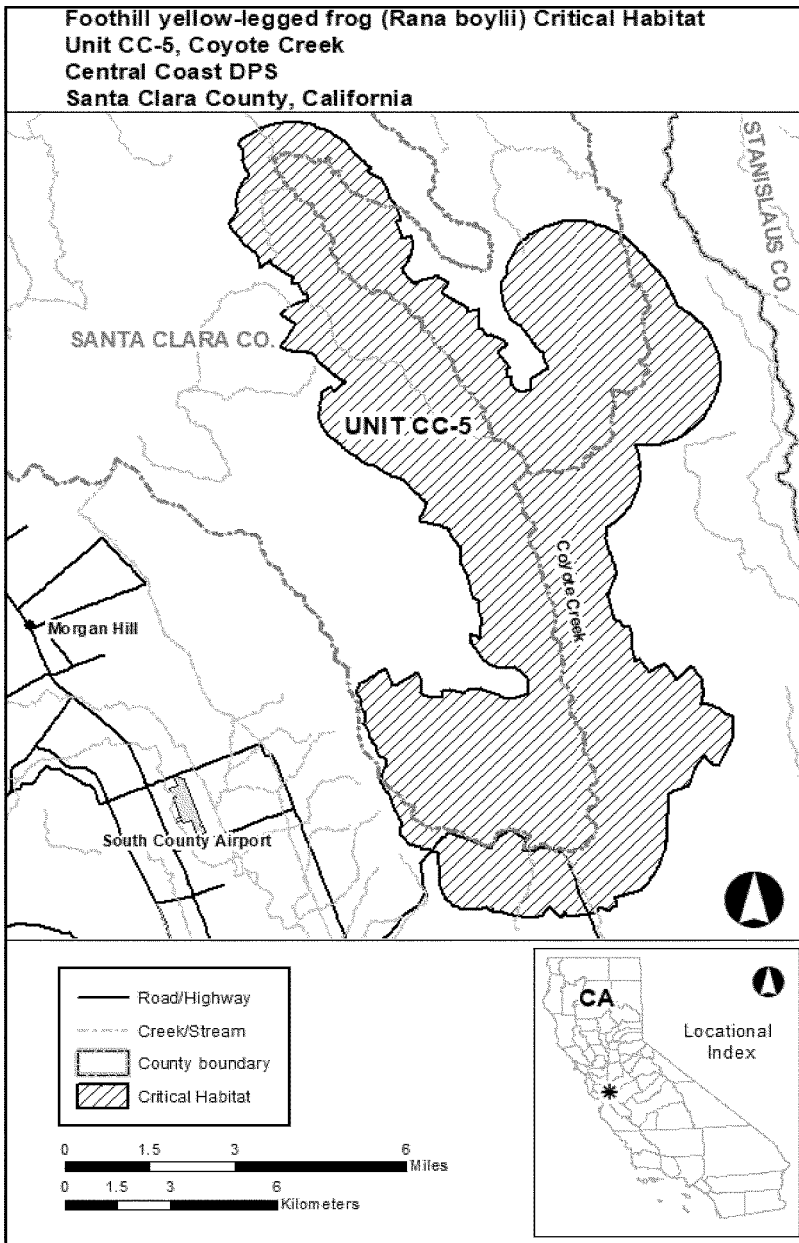 Foothill yellow-legged frog (Rana boylii) Critical Habitat
Unit CC-5, Coyote Creek
Central Coast DPS
Santa Clara County, California
STANISLAUS CO.
SANTA CLARA CO.
UNIT CC-5
Coyote Creek
Morgan Hill
South County Airport
Road/Highway
Creek/Stream
County boundary
Critical Habitat
0 1.5 3 6
Miles
0 1.5 3 6
Kilometers
CA
Locational
Index